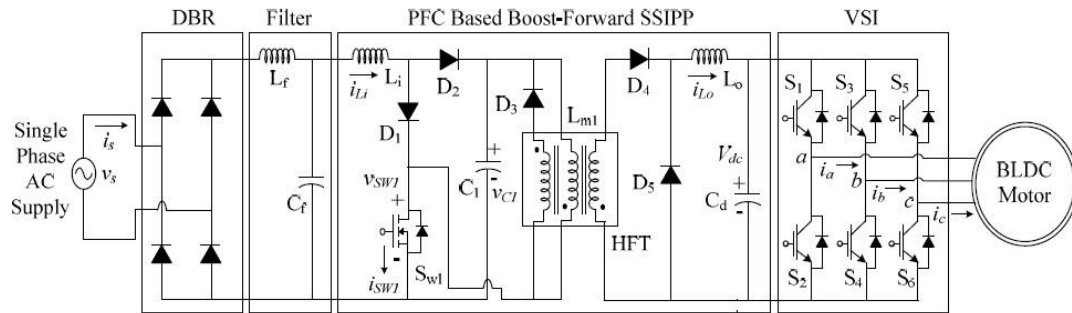 DBR
Filter
PFC Based Boost-Forward SSIPP
VSI
Single
Phase
AC
Supply
i_s
v_s
L_f
C_f
i_Li
L_i
D_1
D_2
v_SW1
+
-
i_SW1
S_w1
C_1
+
-
v_C1
D_3
L_m1
HFT
D_4
D_5
i_Lo
L_o
V_dc
+
-
C_d
S_1
S_3
S_5
a
i_a
b
i_b
c
i_c
S_2
S_4
S_6
BLDC
Motor